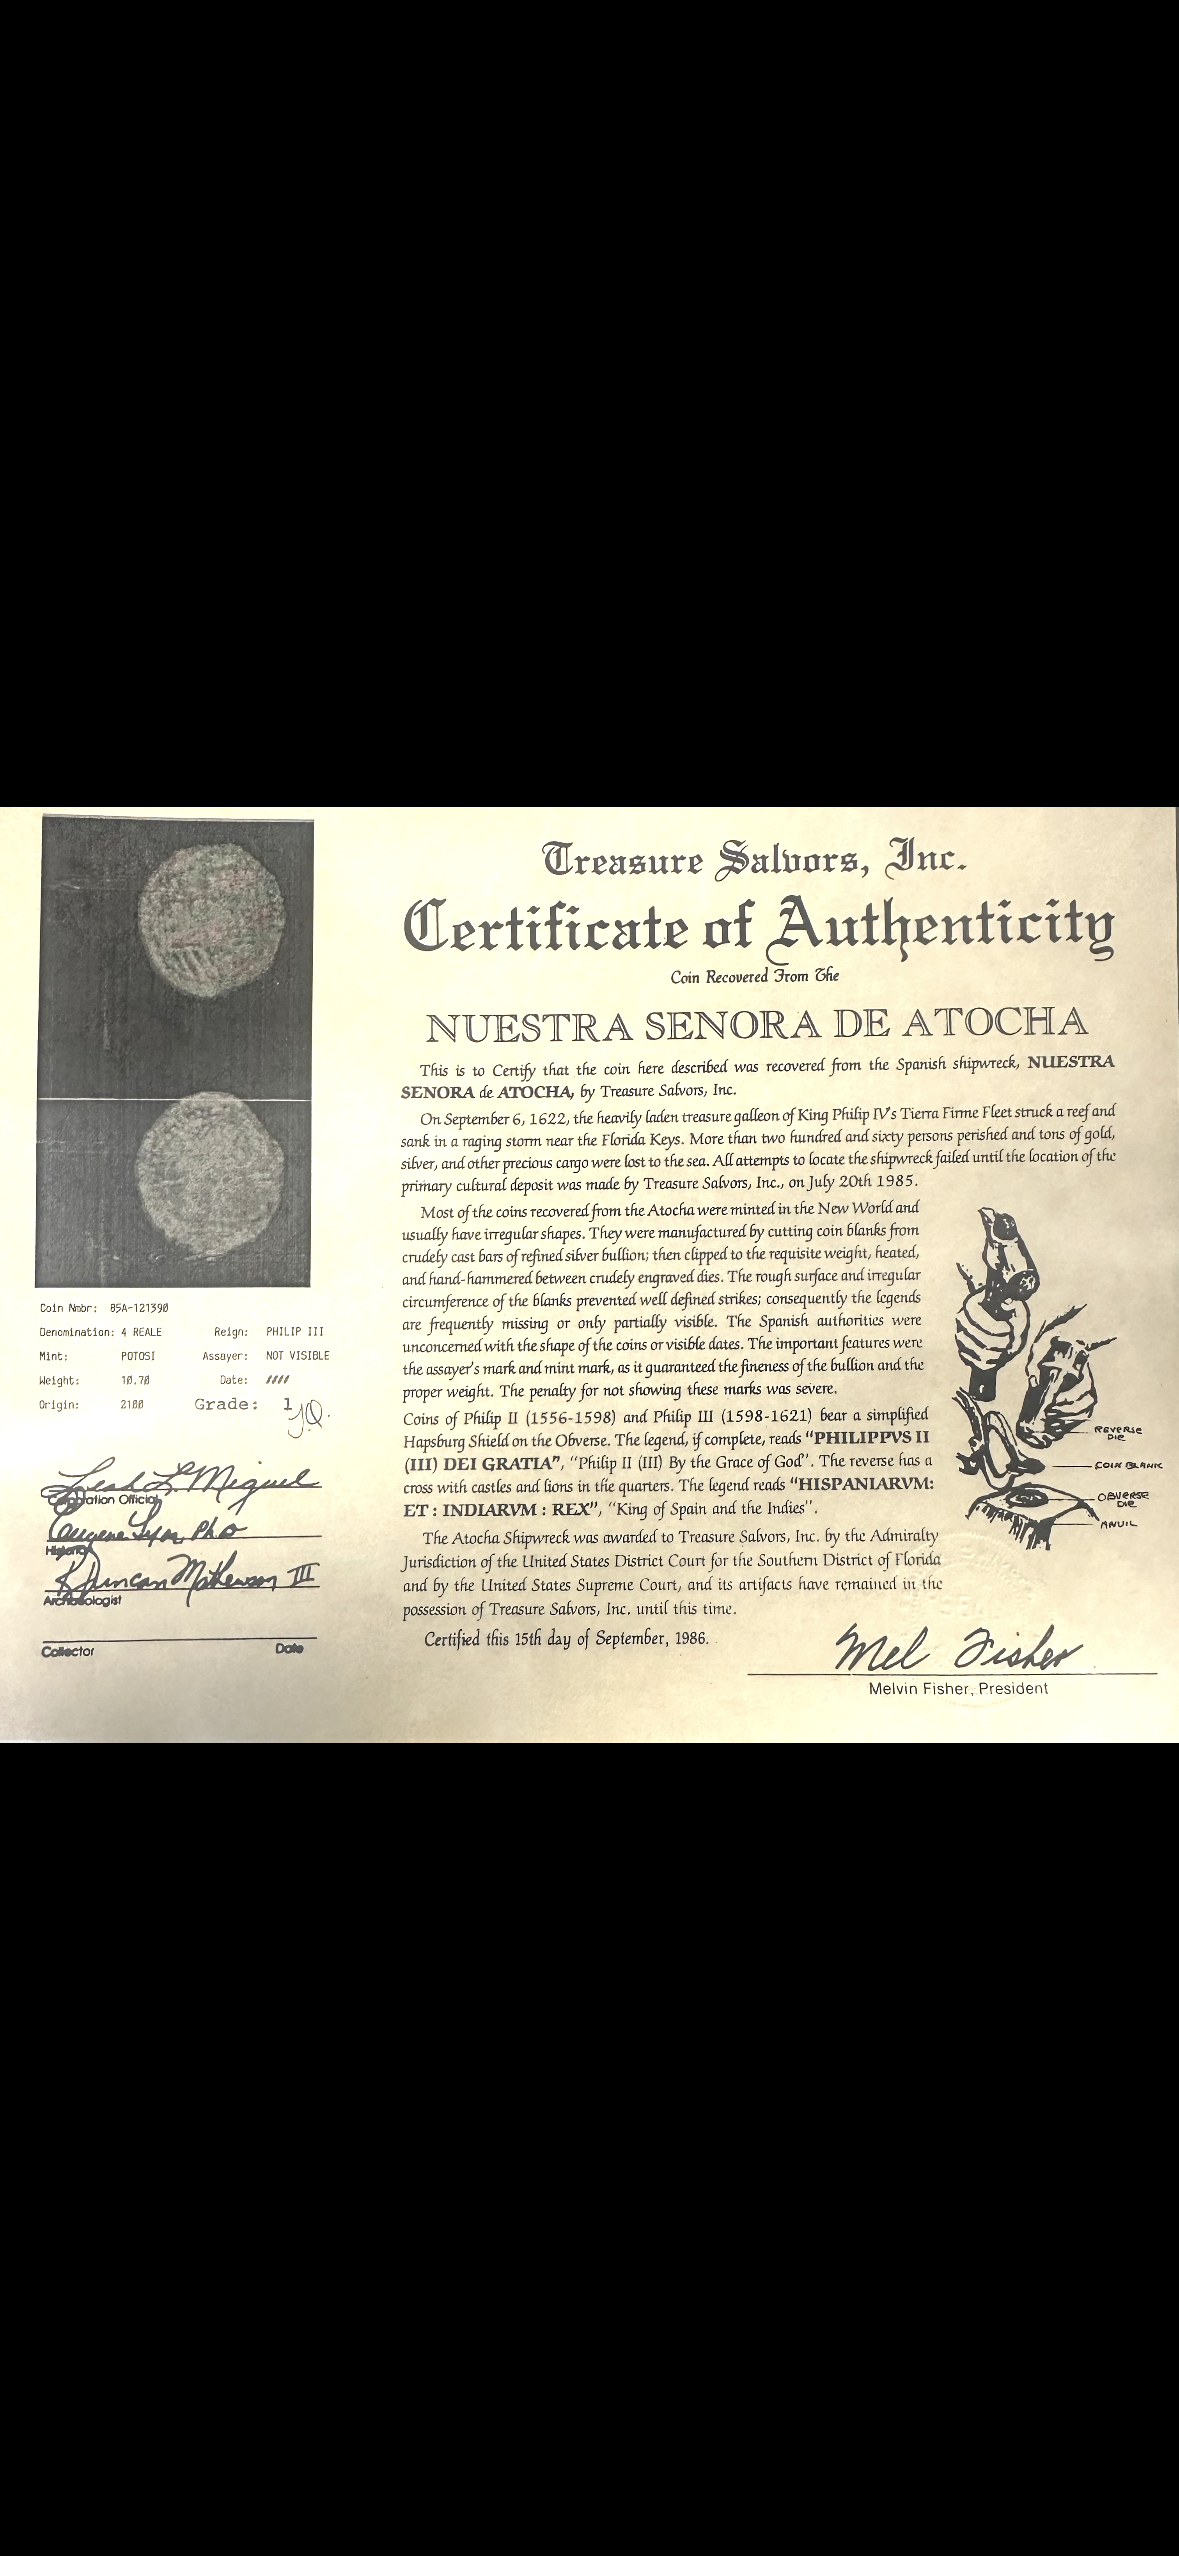 Treasure Salvors, Inc.
Certificate of Authenticity
Coin Recovered From The
NUESTRA SENORA DE ATOCHA
This is to Certify that the coin here described was recovered from the Spanish shipwreck, NUESTRA
SENORA de ATOCHA, by Treasure Salvors, Inc.
On September 6, 1622, the heavily laden treasure galleon of King Philip IV's Tierra Firme Fleet struck a reef and
sank in a raging storm near the Florida Keys. More than two hundred and sixty persons perished and tons of gold,
silver, and other precious cargo were lost to the sea. All attempts to locate the shipwreck failed until the location of the
primary cultural deposit was made by Treasure Salvors, Inc., on July 20th 1985.
Most of the coins recovered from the Atocha were minted in the New World and
usually have irregular shapes. They were manufactured by cutting coin blanks from
crudely cast bars of refined silver bullion; then clipped to the requisite weight, heated,
and hand-hammered between crudely engraved dies. The rough surface and irregular
circumference of the blanks prevented well defined strikes; consequently the legends
are frequently missing or only partially visible. The Spanish authorities were
unconcerned with the shape of the coins or visible dates. The important features were
the assayer's mark and mint mark, as it guaranteed the fineness of the bullion and the
proper weight. The penalty for not showing these marks was severe.
Coins of Philip II (1556-1598) and Philip III (1598-1621) bear a simplified
Hapsburg Shield on the Obverse. The legend, if complete, reads "PHILIPPVS II
(III) DEI GRATIA", "Philip II (III) By the Grace of God". The reverse has a
cross with castles and lions in the quarters. The legend reads "HISPANIARVM:
ET : INDIARVM : REX", "King of Spain and the Indies".
The Atocha Shipwreck was awarded to Treasure Salvors, Inc. by the Admiralty
Jurisdiction of the United States District Court for the Southern District of Florida
and by the United States Supreme Court, and its artifacts have remained in the
possession of Treasure Salvors, Inc. until this time.
Certified this 15th day of September, 1986.
Mel Fisher
Melvin Fisher, President
REVERSE
DIE
COIN BLANK
OBVERSE
DIE
ANVIL
Coin Nmbr: 85A-121390
Denomination: 4 REALE Reign: PHILIP III
Mint: POTOSI Assayer: NOT VISIBLE
Weight: 10.70 Date: ////
Origin: 2100 Grade: 1 JQ.
Leah L. Miguel
Official
Eugene Lyon, PhD
Historian
R Duncan Mathewson III
Archaeologist
Collector Date